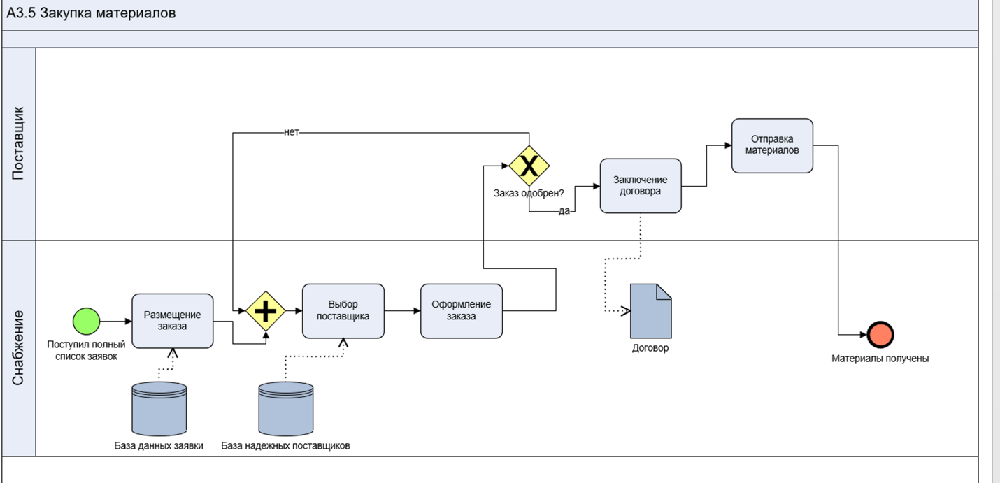 А3.5 Закупка материалов
Поставщик
нет
Заказ одобрен?
да
Заключение
договора
Отправка
материалов
Снабжение
Поступил полный
список заявок
Размещение
заказа
Выбор
поставщика
Оформление
заказа
Договор
Материалы получены
База данных заявки
База надежных поставщиков